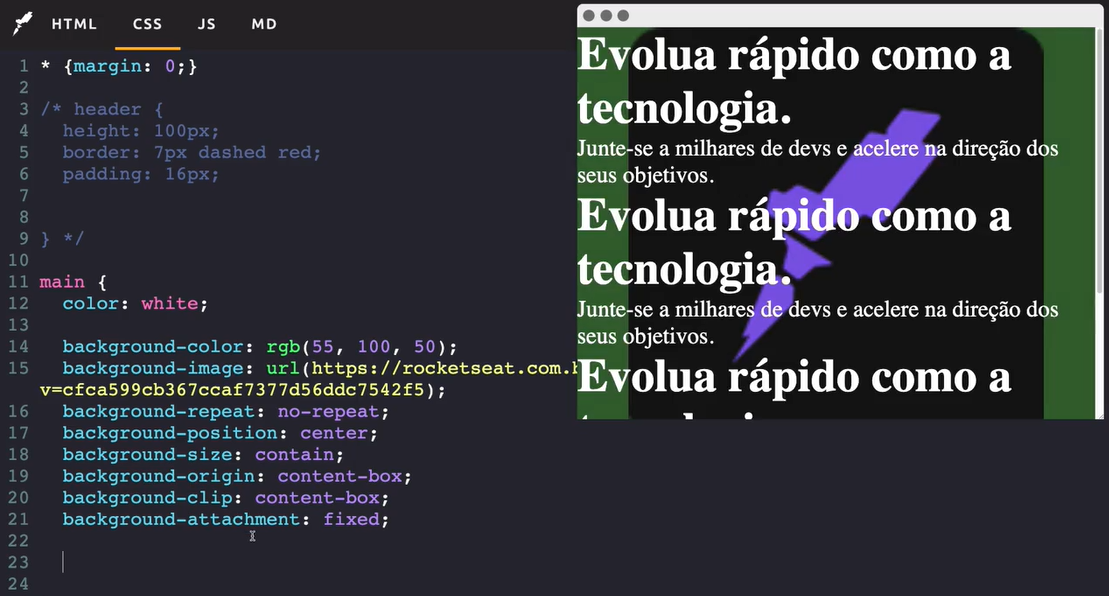 HTML CSS JS MD
1 * {margin: 0;}
2
3 /* header {
4 height: 100px;
5 border: 7px dashed red;
6 padding: 16px;
7
8
9 } */
10
11 main {
12 color: white;
13
14 background-color: rgb(55, 100, 50);
15 background-image: url(https://rocketseat.com.b
v=cfca599cb367ccaf7377d56ddc7542f5);
16 background-repeat: no-repeat;
17 background-position: center;
18 background-size: contain;
19 background-origin: content-box;
20 background-clip: content-box;
21 background-attachment: fixed;
22
23
24
Evolua rápido como a
tecnologia.
Junte-se a milhares de devs e acelere na direção dos
seus objetivos.
Evolua rápido como a
tecnologia.
Junte-se a milhares de devs e acelere na direção dos
seus objetivos.
Evolua rápido como a